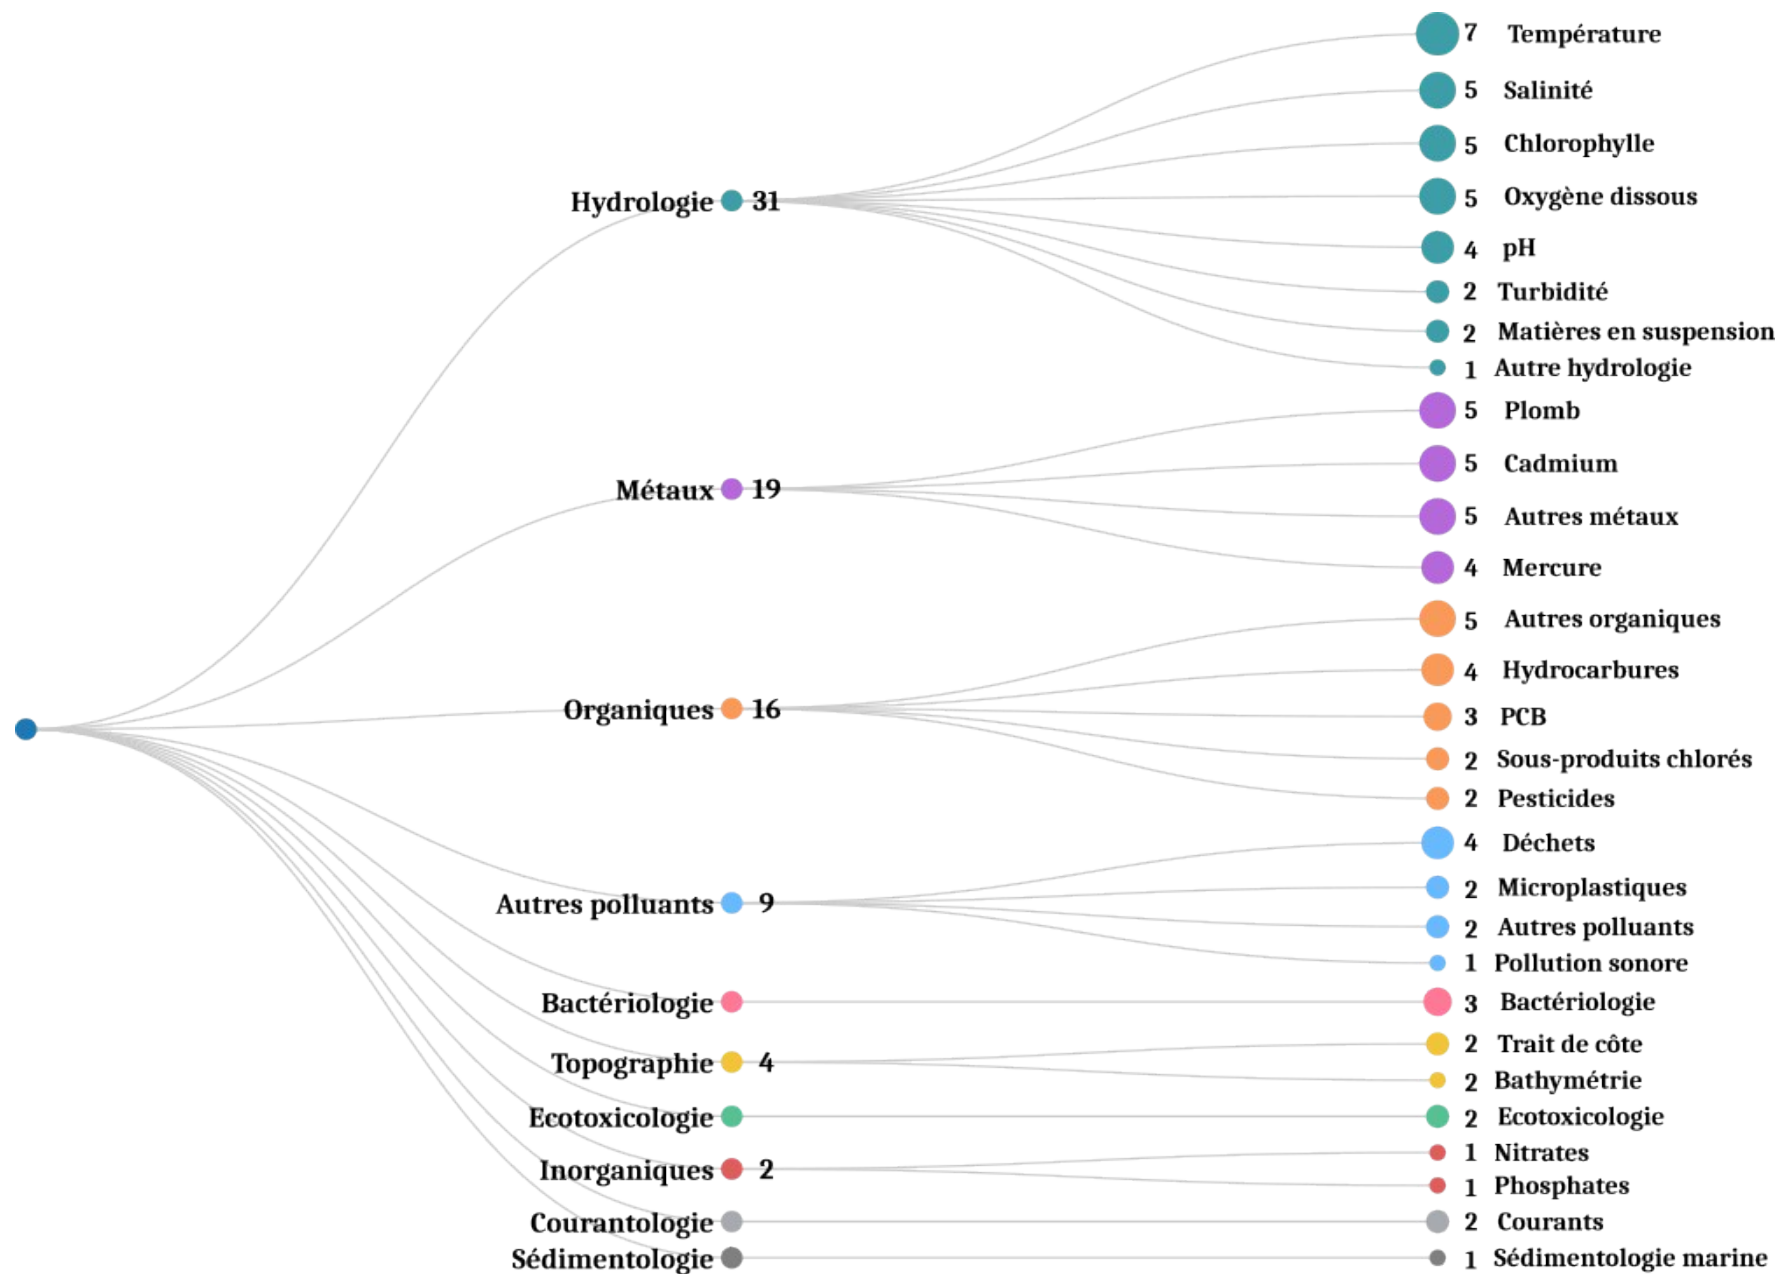 7 Température
5 Salinité
5 Chlorophylle
Hydrologie 31
5 Oxygène dissous
4 pH
2 Turbidité
2 Matières en suspension
1 Autre hydrologie
5 Plomb
5 Cadmium
Métaux 19
5 Autres métaux
4 Mercure
5 Autres organiques
4 Hydrocarbures
Organiques 16
3 PCB
2 Sous-produits chlorés
2 Pesticides
4 Déchets
2 Microplastiques
Autres polluants 9
2 Autres polluants
1 Pollution sonore
Bactériologie
3 Bactériologie
2 Trait de côte
Topographie 4
2 Bathymétrie
Ecotoxicologie
2 Ecotoxicologie
1 Nitrates
Inorganiques 2
1 Phosphates
Courantologie
2 Courants
Sédimentologie
1 Sédimentologie marine